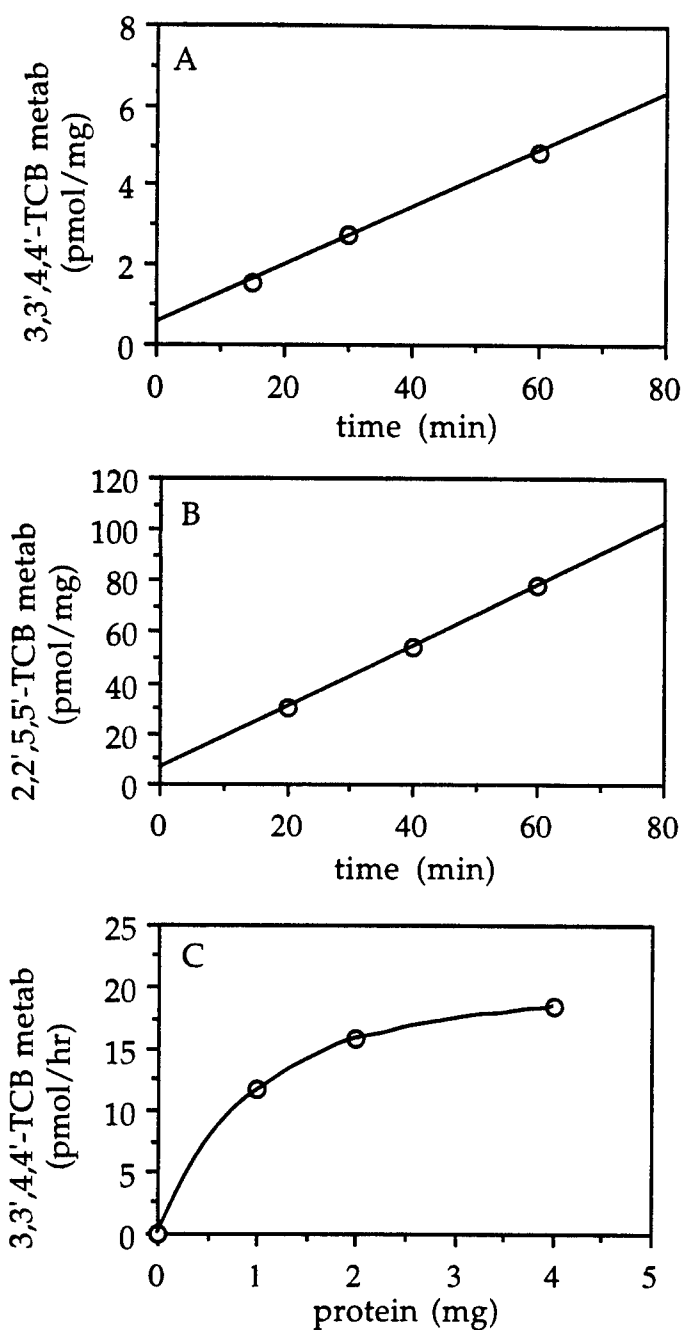 A
3,3',4,4'-TCB metab
(pmol/mg)
8
6
4
2
0
0 20 40 60 80
time (min)
B
2,2',5,5'-TCB metab
(pmol/mg)
120
100
80
60
40
20
0
0 20 40 60 80
time (min)
C
3,3',4,4'-TCB metab
(pmol/hr)
25
20
15
10
5
0
0 1 2 3 4 5
protein (mg)